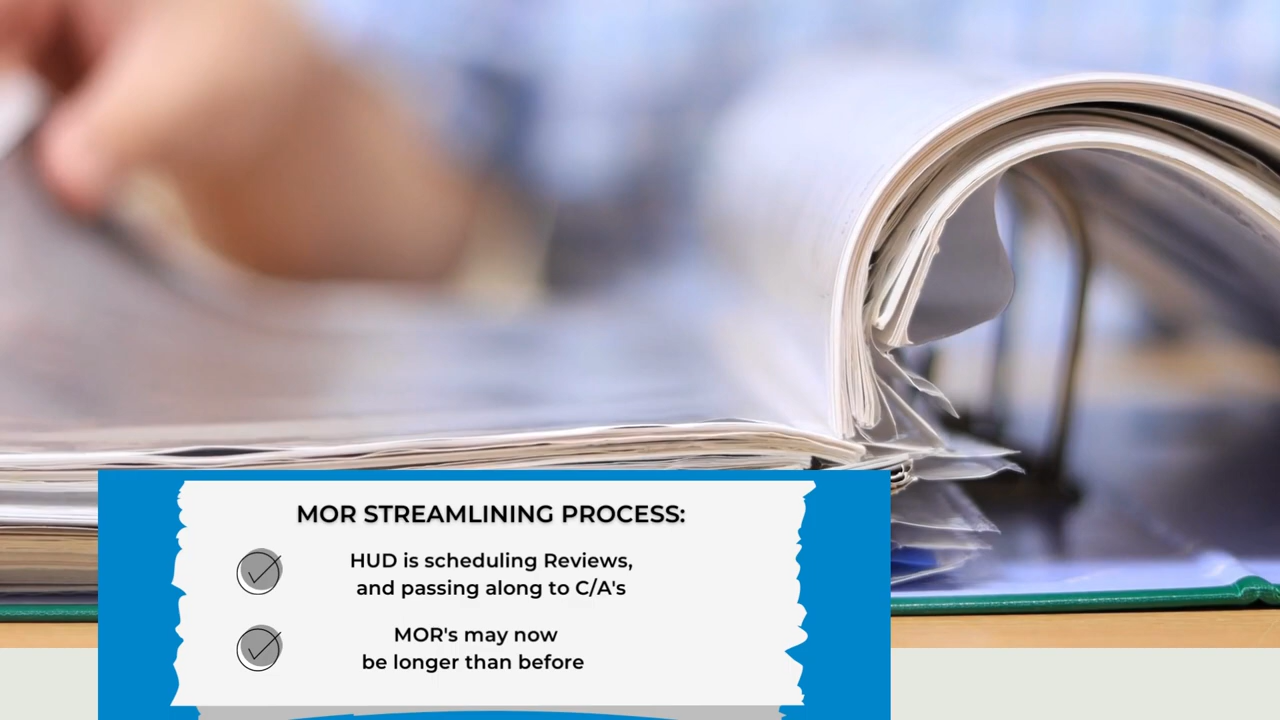 MOR STREAMLINING PROCESS:
HUD is scheduling Reviews,
and passing along to C/A's
MOR's may now
be longer than before